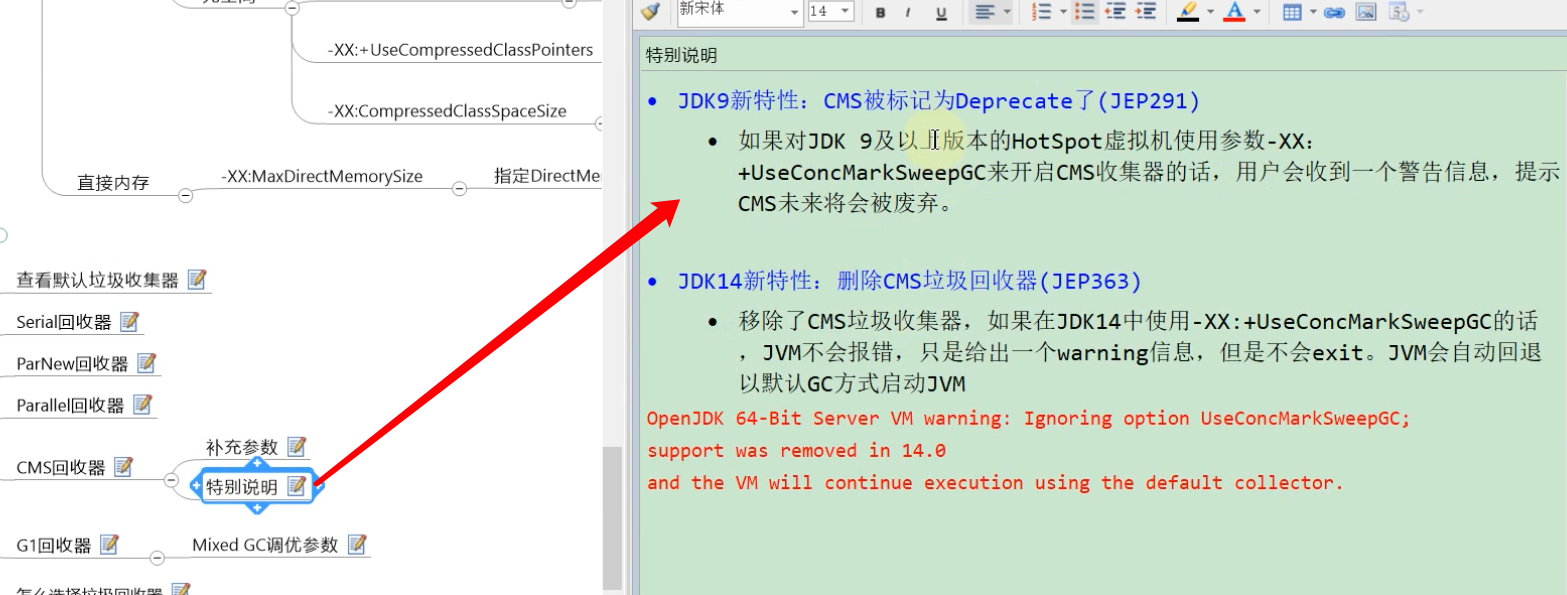 新宋体
14
B I U
-XX:+UseCompressedClassPointers
-XX:CompressedClassSpaceSize
直接内存
-XX:MaxDirectMemorySize
查看默认垃圾收集器
Serial回收器
ParNew回收器
Parallel回收器
补充参数
CMS回收器
特别说明
G1回收器
Mixed GC调优参数
怎么选择垃圾回收器
特别说明
JDK9新特性：CMS被标记为Deprecate了(JEP291)
如果对JDK 9及以上版本的HotSpot虚拟机使用参数-XX：
+UseConcMarkSweepGC来开启CMS收集器的话，用户会收到一个警告信息，提示
CMS未来将会被废弃。
JDK14新特性：删除CMS垃圾回收器(JEP363)
移除了CMS垃圾收集器，如果在JDK14中使用-XX:+UseConcMarkSweepGC的话
，JVM不会报错，只是给出一个warning信息，但是不会exit。JVM会自动回退
以默认GC方式启动JVM
OpenJDK 64-Bit Server VM warning: Ignoring option UseConcMarkSweepGC;
support was removed in 14.0
and the VM will continue execution using the default collector.